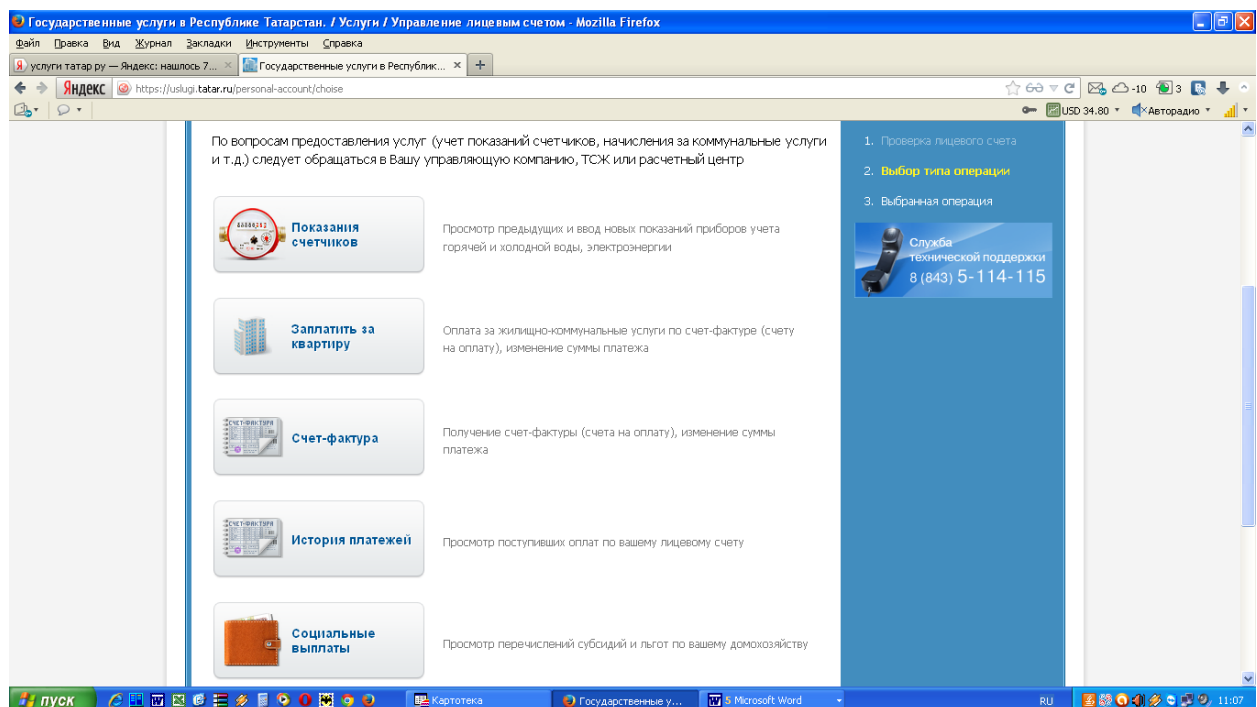 Государственные услуги в Республике Татарстан. / Услуги / Управление лицевым счетом - Mozilla Firefox
Файл Правка Вид Журнал Закладки Инструменты Справка
услуги татар ру — Яндекс: нашлось 7...
Государственные услуги в Республик...
Яндекс https://uslugi.tatar.ru/personal-account/choise
-10 3
USD 34.80 Авторадио
По вопросам предоставления услуг (учет показаний счетчиков, начисления за коммунальные услуги
и т.д.) следует обращаться в Вашу управляющую компанию, ТСЖ или расчетный центр
Показания
счетчиков
Просмотр предыдущих и ввод новых показаний приборов учета
горячей и холодной воды, электроэнергии
Заплатить за
квартиру
Оплата за жилищно-коммунальные услуги по счет-фактуре (счету
на оплату), изменение суммы платежа
СЧЕТ-ФАКТУРА
Счет-фактура
Получение счет-фактуры (счета на оплату), изменение суммы
платежа
СЧЕТ-ФАКТУРА
История платежей
Просмотр поступивших оплат по вашему лицевому счету
Социальные
выплаты
Просмотр перечислений субсидий и льгот по вашему домохозяйству
1. Проверка лицевого счета
2. Выбор типа операции
3. Выбранная операция
Служба
технической поддержки
8 (843) 5-114-115
пуск Картотека Государственные у... 5 Microsoft Word RU 11:07